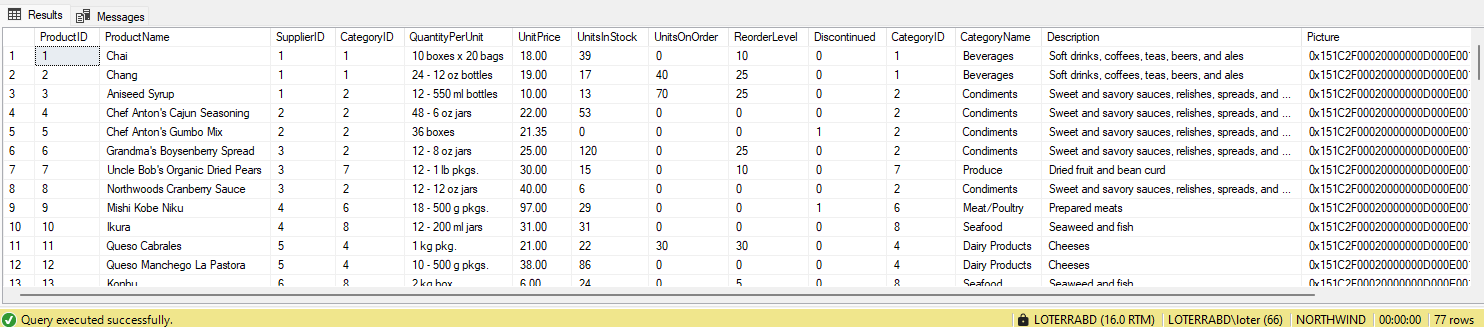 Results Messages
ProductID ProductName SupplierID CategoryID QuantityPerUnit UnitPrice UnitsInStock UnitsOnOrder ReorderLevel Discontinued CategoryID CategoryName Description Picture
1 1 Chai 1 1 10 boxes x 20 bags 18.00 39 0 10 0 1 Beverages Soft drinks, coffees, teas, beers, and ales 0x151C2F00020000000D000E001
2 2 Chang 1 1 24 - 12 oz bottles 19.00 17 40 25 0 1 Beverages Soft drinks, coffees, teas, beers, and ales 0x151C2F00020000000D000E001
3 3 Aniseed Syrup 1 2 12 - 550 ml bottles 10.00 13 70 25 0 2 Condiments Sweet and savory sauces, relishes, spreads, and ... 0x151C2F00020000000D000E001
4 4 Chef Anton's Cajun Seasoning 2 2 48 - 6 oz jars 22.00 53 0 0 0 2 Condiments Sweet and savory sauces, relishes, spreads, and ... 0x151C2F00020000000D000E001
5 5 Chef Anton's Gumbo Mix 2 2 36 boxes 21.35 0 0 0 1 2 Condiments Sweet and savory sauces, relishes, spreads, and ... 0x151C2F00020000000D000E001
6 6 Grandma's Boysenberry Spread 3 2 12 - 8 oz jars 25.00 120 0 25 0 2 Condiments Sweet and savory sauces, relishes, spreads, and ... 0x151C2F00020000000D000E001
7 7 Uncle Bob's Organic Dried Pears 3 7 12 - 1 lb pkgs. 30.00 15 0 10 0 7 Produce Dried fruit and bean curd 0x151C2F00020000000D000E001
8 8 Northwoods Cranberry Sauce 3 2 12 - 12 oz jars 40.00 6 0 0 0 2 Condiments Sweet and savory sauces, relishes, spreads, and ... 0x151C2F00020000000D000E001
9 9 Mishi Kobe Niku 4 6 18 - 500 g pkgs. 97.00 29 0 0 1 6 Meat/Poultry Prepared meats 0x151C2F00020000000D000E001
10 10 Ikura 4 8 12 - 200 ml jars 31.00 31 0 0 0 8 Seafood Seaweed and fish 0x151C2F00020000000D000E001
11 11 Queso Cabrales 5 4 1 kg pkg. 21.00 22 30 30 0 4 Dairy Products Cheeses 0x151C2F00020000000D000E001
12 12 Queso Manchego La Pastora 5 4 10 - 500 g pkgs. 38.00 86 0 0 0 4 Dairy Products Cheeses 0x151C2F00020000000D000E001
13 13 Konbu 6 8 2 kg box 6.00 24 0 5 0 8 Seafood Seaweed and fish 0x151C2F00020000000D000E001
Query executed successfully. LOTERRABD (16.0 RTM) LOTERRABD\loter (66) NORTHWIND 00:00:00 77 rows